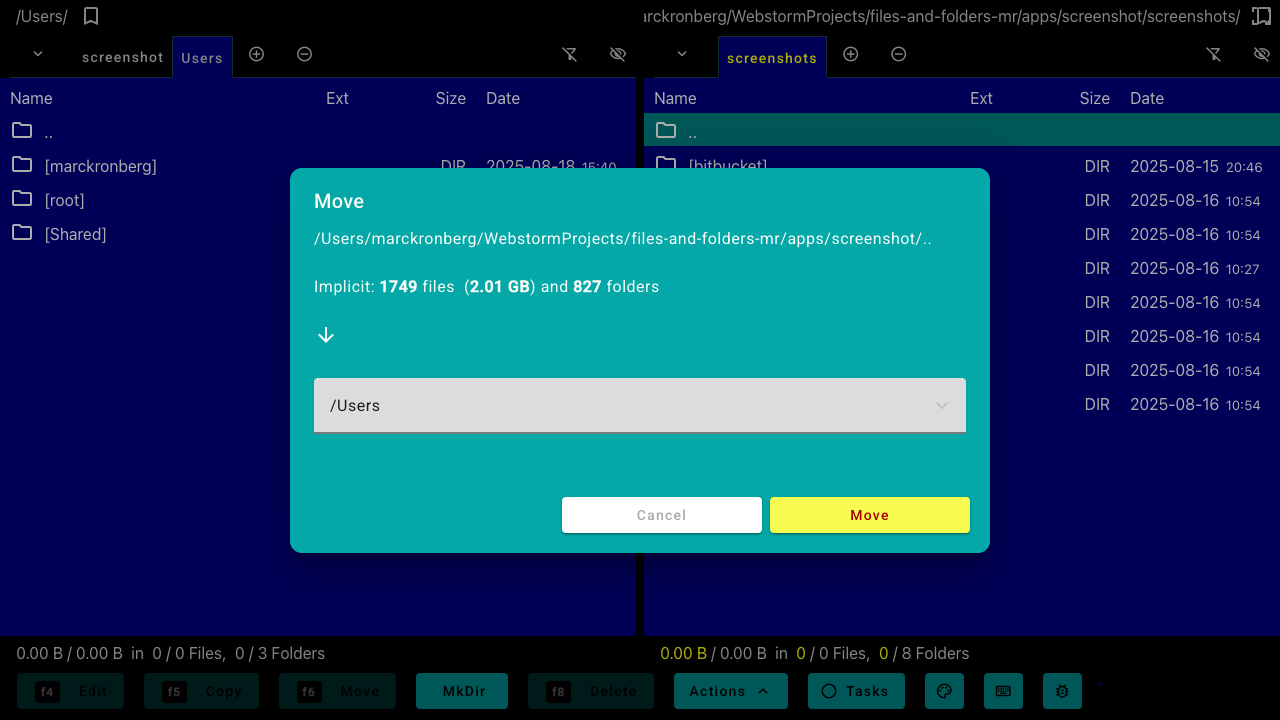 /Users/
arckronberg/WebstormProjects/files-and-folders-mr/apps/screenshot/screenshots/
screenshot Users
screenshots
Name Ext Size Date
..
[marckronberg] DIR 2025-08-18 15:40
[root]
[Shared]
Name Ext Size Date
..
[bitbucket] DIR 2025-08-15 20:46
DIR 2025-08-16 10:54
DIR 2025-08-16 10:54
DIR 2025-08-16 10:27
DIR 2025-08-16 10:54
DIR 2025-08-16 10:54
DIR 2025-08-16 10:54
DIR 2025-08-16 10:54
Move
/Users/marckronberg/WebstormProjects/files-and-folders-mr/apps/screenshot/..
Implicit: 1749 files (2.01 GB) and 827 folders
/Users
Cancel Move
0.00 B / 0.00 B in 0 / 0 Files, 0 / 3 Folders
0.00 B / 0.00 B in 0 / 0 Files, 0 / 8 Folders
f4 Edit f5 Copy f6 Move MkDir f8 Delete Actions Tasks